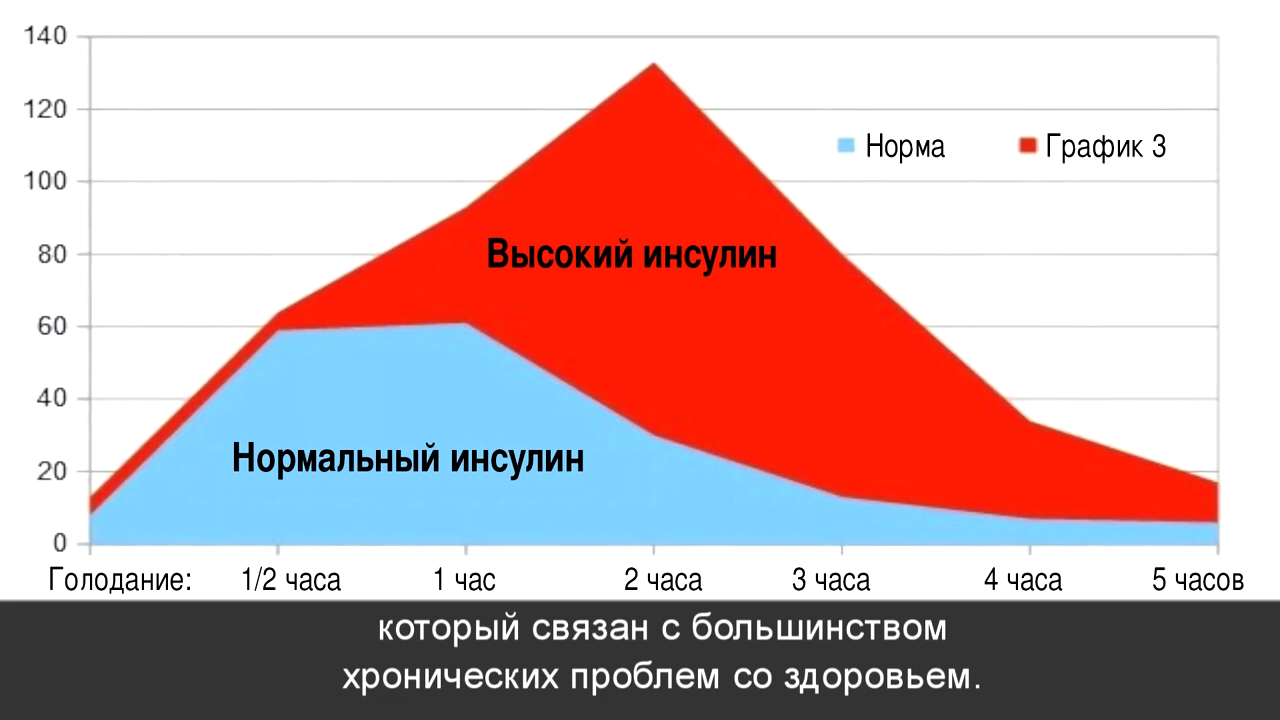 140
120
100
80
60
40
20
0
Норма График 3
Высокий инсулин
Нормальный инсулин
Голодание: 1/2 часа 1 час 2 часа 3 часа 4 часа 5 часов
который связан с большинством
хронических проблем со здоровьем.